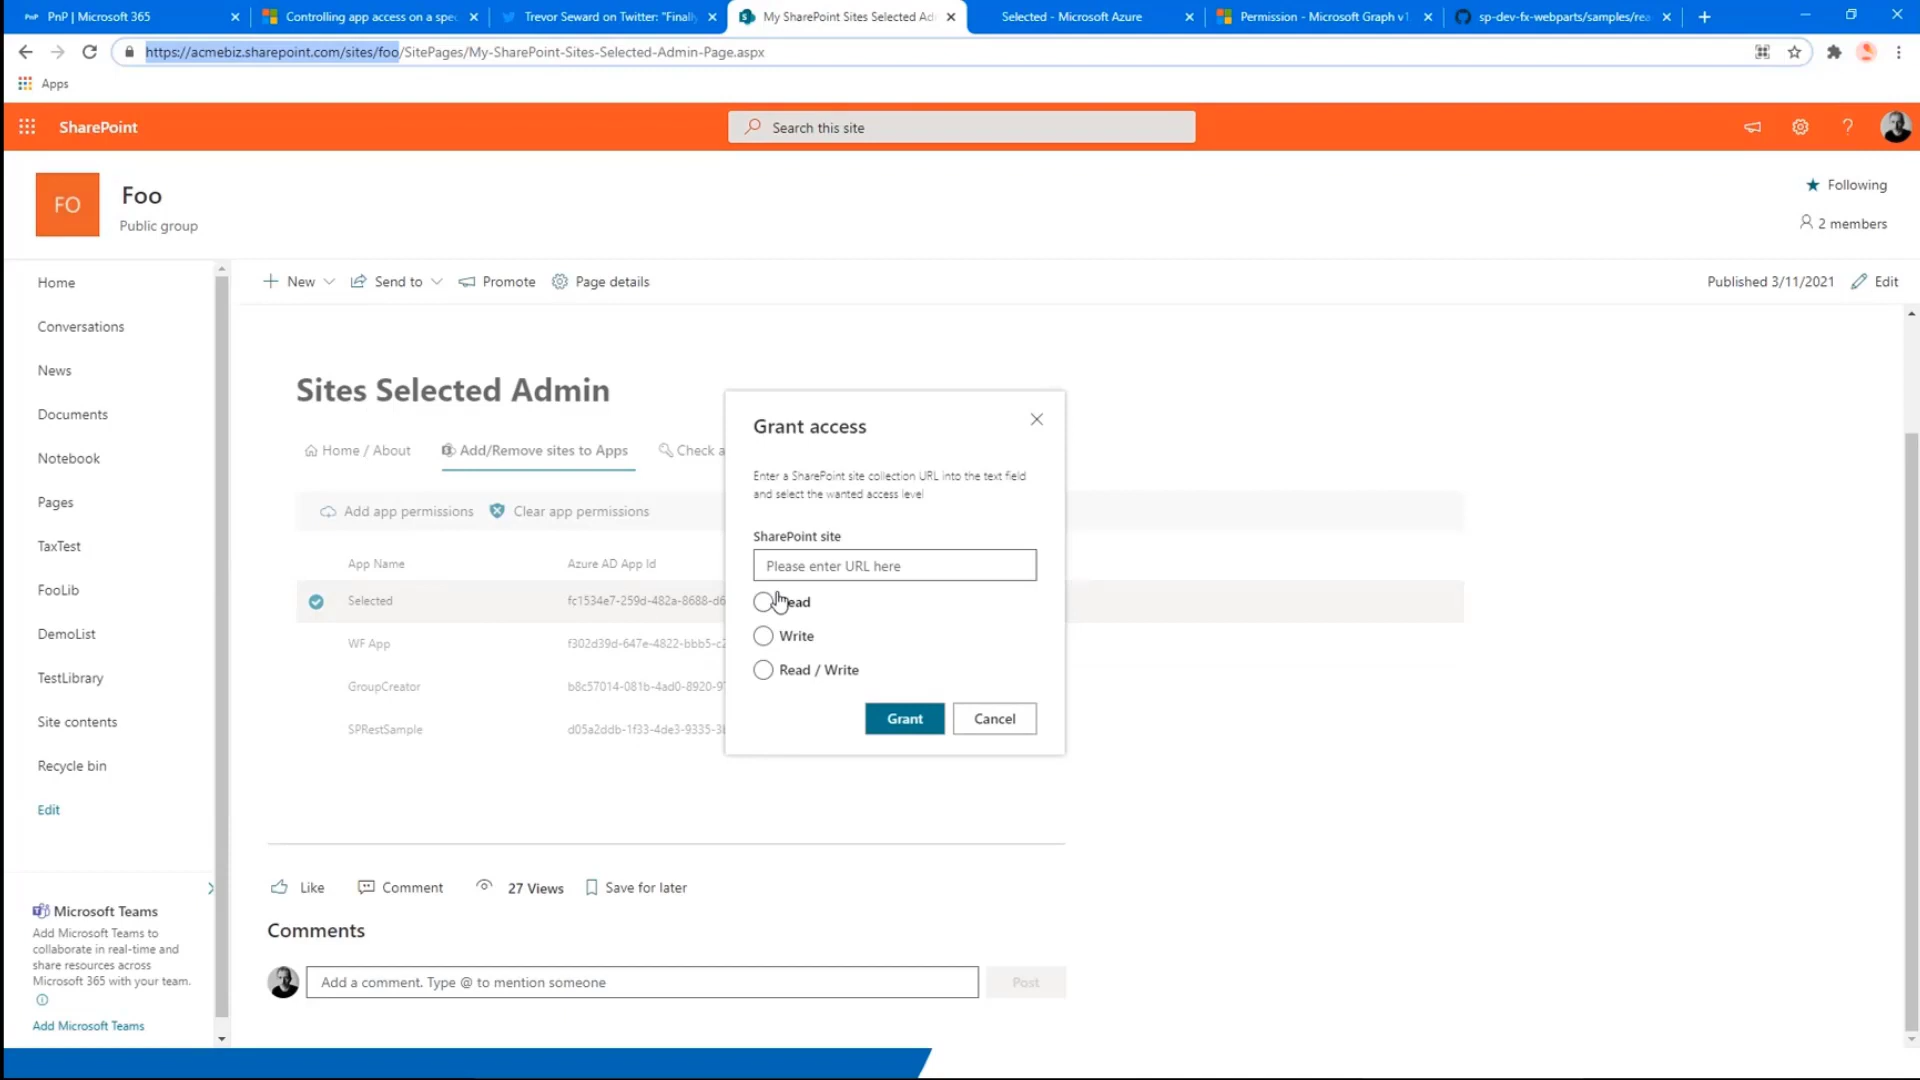 PnP | Microsoft 365
Controlling app access on a spec
Trevor Seward on Twitter: "Finally
My SharePoint Sites Selected Ad
Selected - Microsoft Azure
Permission - Microsoft Graph v1
sp-dev-fx-webparts/samples/rea
https://acmebiz.sharepoint.com/sites/foo/SitePages/My-SharePoint-Sites-Selected-Admin-Page.aspx
Apps
SharePoint
Search this site
FO
Foo
Public group
Following
2 members
Home
Conversations
News
Documents
Notebook
Pages
TaxTest
FooLib
DemoList
TestLibrary
Site contents
Recycle bin
Edit
Microsoft Teams
Add Microsoft Teams to
collaborate in real-time and
share resources across
Microsoft 365 with your team.
Add Microsoft Teams
New
Send to
Promote
Page details
Published 3/11/2021
Edit
Sites Selected Admin
Home / About
Add/Remove sites to Apps
Check a
Add app permissions
Clear app permissions
App Name
Azure AD App Id
Selected
fc1534e7-259d-482a-8688-d6
WF App
f302d39d-647e-4822-bbb5-c2
GroupCreator
b8c57014-081b-4ad0-8920-97
SPRestSample
d05a2ddb-1f33-4de3-9335-3b
Grant access
Enter a SharePoint site collection URL into the text field
and select the wanted access level
SharePoint site
Please enter URL here
Read
Write
Read / Write
Grant
Cancel
Like
Comment
27 Views
Save for later
Comments
Add a comment. Type @ to mention someone
Post